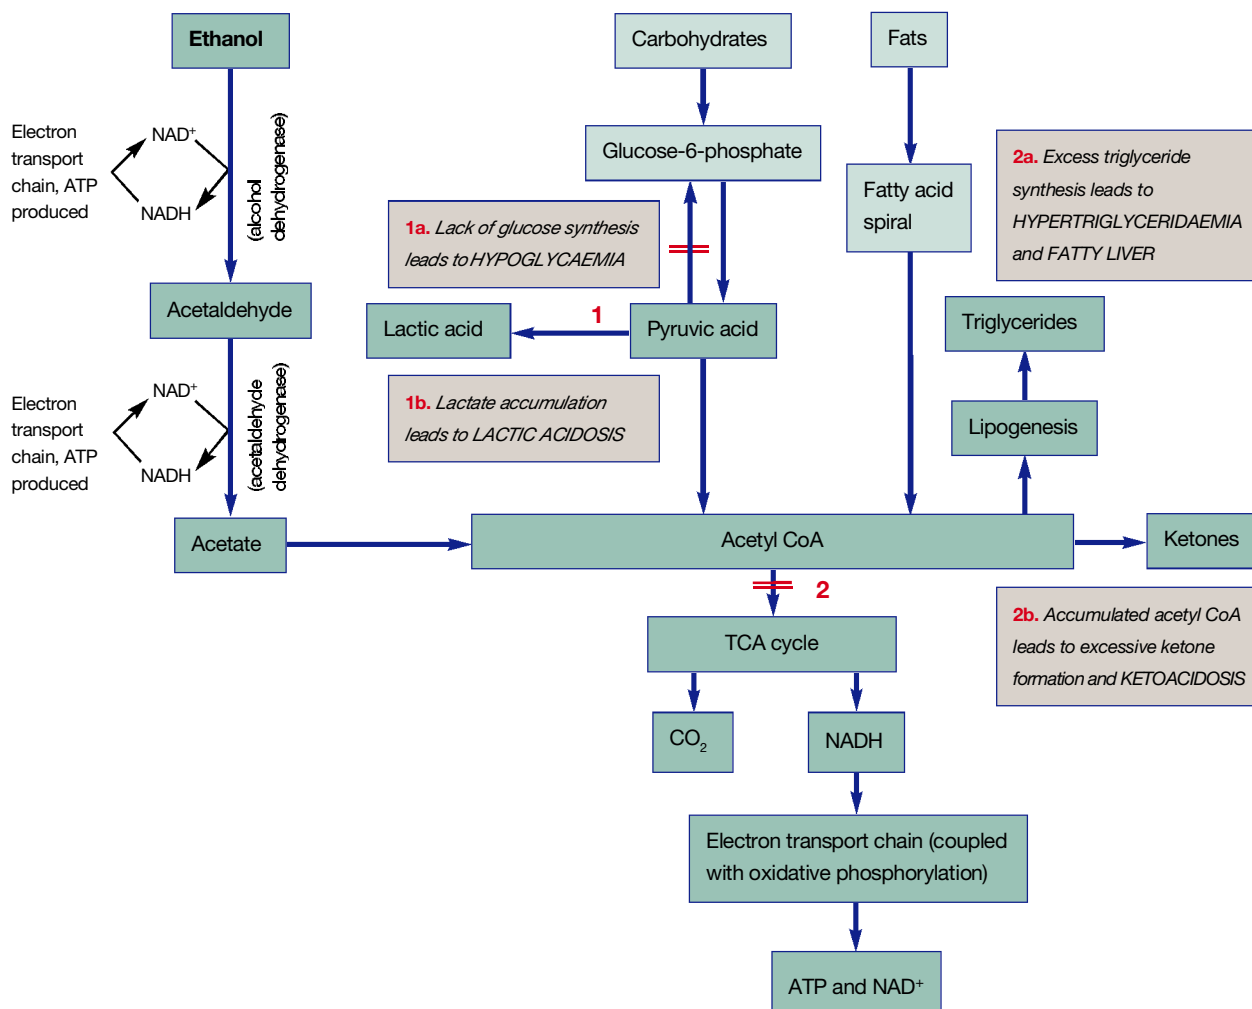 Ethanol
Carbohydrates
Fats
Electron
transport
chain, ATP
produced
NAD+
NADH
(alcohol
dehydrogenase)
Glucose-6-phosphate
Fatty acid
spiral
2a. Excess triglyceride
synthesis leads to
HYPERTRIGLYCERIDAEMIA
and FATTY LIVER
1a. Lack of glucose synthesis
leads to HYPOGLYCAEMIA
Acetaldehyde
Lactic acid
1
Pyruvic acid
Triglycerides
Electron
transport
chain, ATP
produced
NAD+
NADH
(acetaldehyde
dehydrogenase)
1b. Lactate accumulation
leads to LACTIC ACIDOSIS
Lipogenesis
Acetate
Acetyl CoA
Ketones
2
TCA cycle
2b. Accumulated acetyl CoA
leads to excessive ketone
formation and KETOACIDOSIS
CO2
NADH
Electron transport chain (coupled
with oxidative phosphorylation)
ATP and NAD+